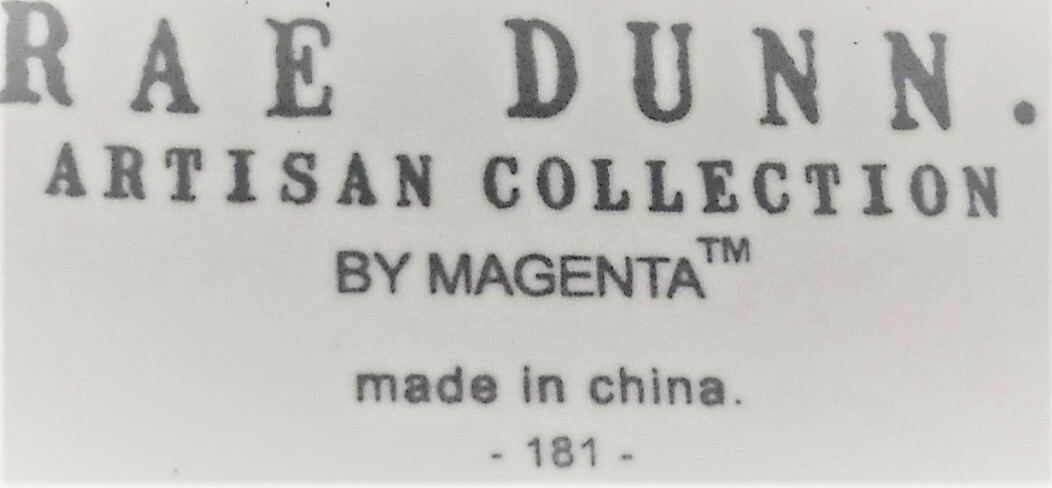 RAE DUNN.
ARTISAN COLLECTION
BY MAGENTA™
made in china.
- 181 -